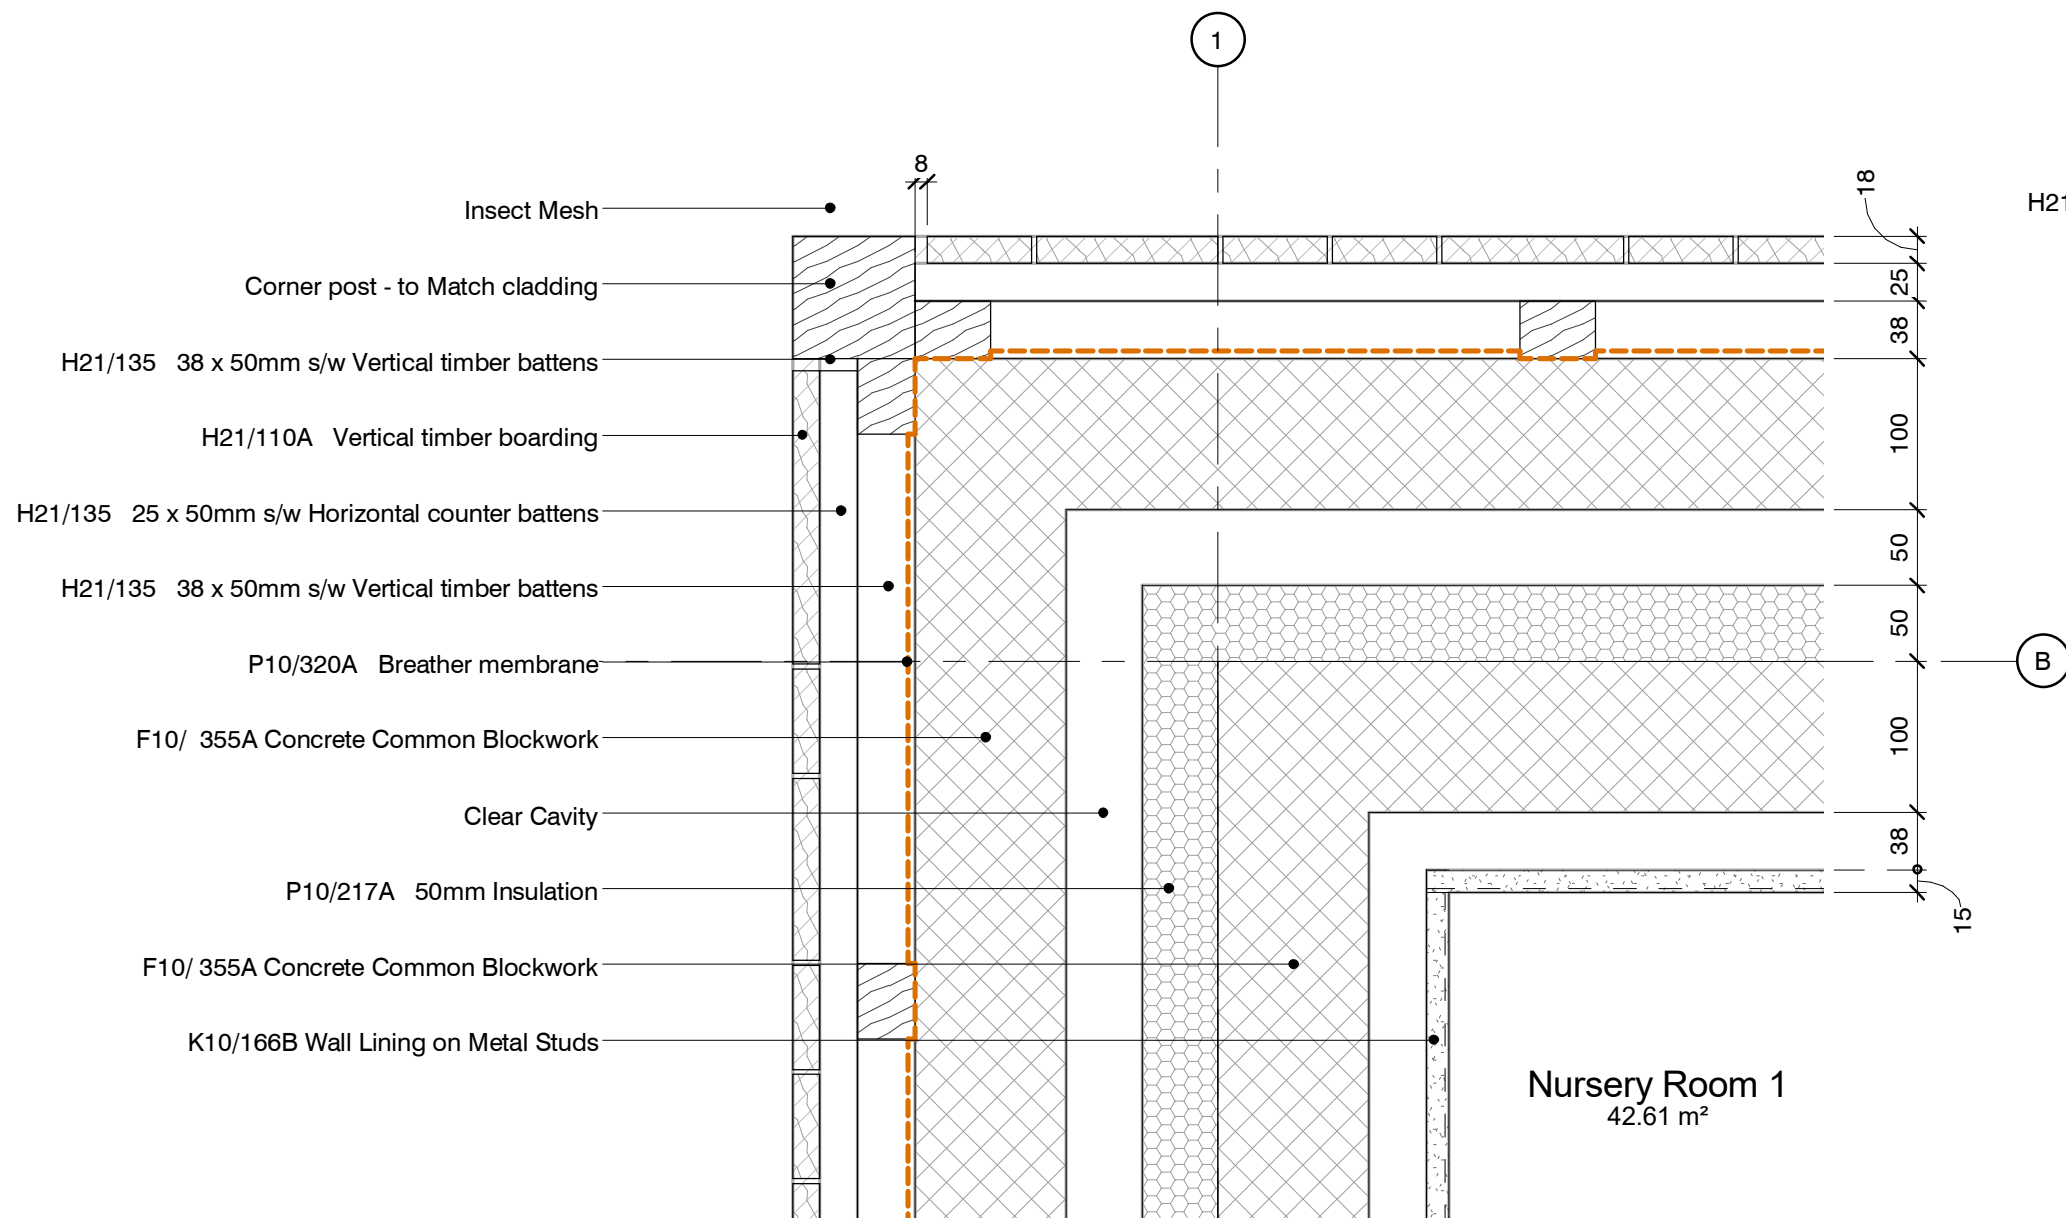 1
8
18
Insect Mesh
H21
Corner post - to Match cladding
25
38
H21/135 38 x 50mm s/w Vertical timber battens
H21/110A Vertical timber boarding
100
H21/135 25 x 50mm s/w Horizontal counter battens
50
H21/135 38 x 50mm s/w Vertical timber battens
50
P10/320A Breather membrane
B
F10/ 355A Concrete Common Blockwork
100
Clear Cavity
38
P10/217A 50mm Insulation
15
F10/ 355A Concrete Common Blockwork
K10/166B Wall Lining on Metal Studs
Nursery Room 1
42.61 m²